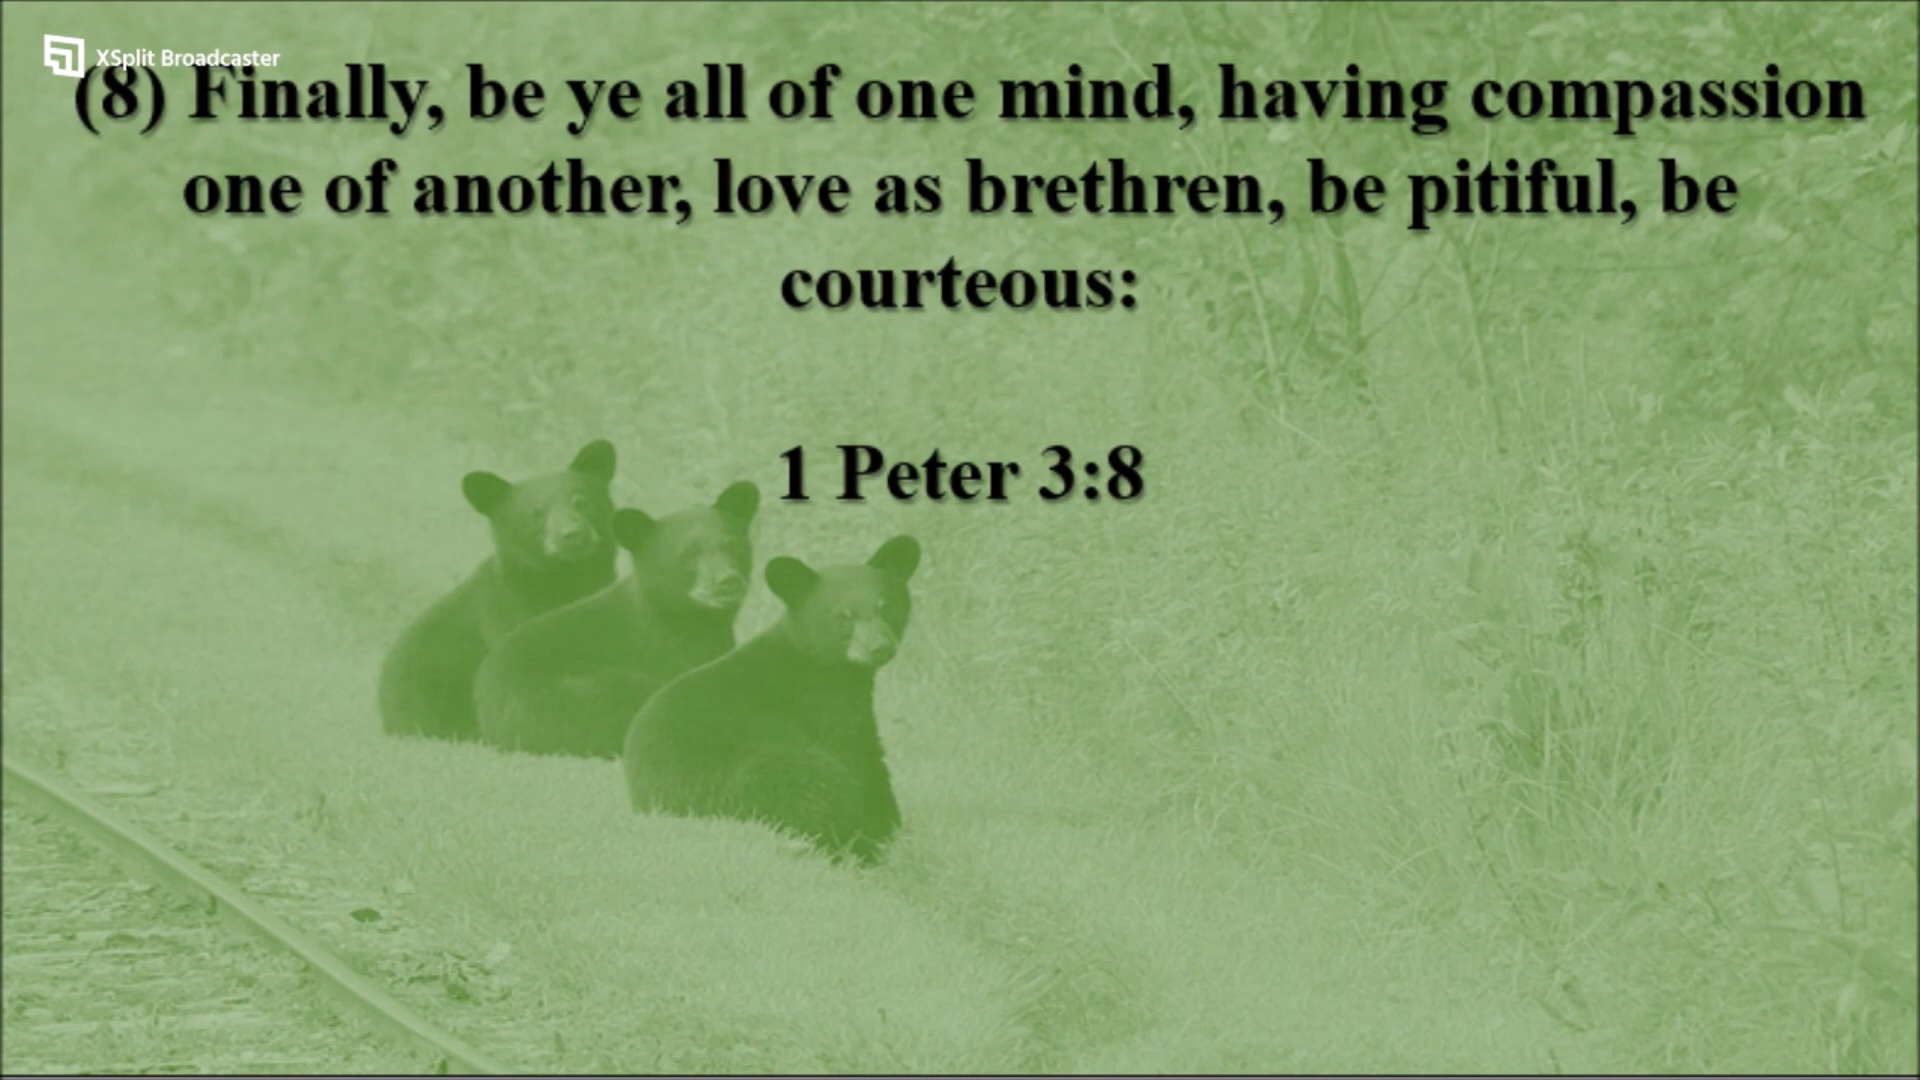 XSplit Broadcaster
(8) Finally, be ye all of one mind, having compassion
one of another, love as brethren, be pitiful, be
courteous:
1 Peter 3:8